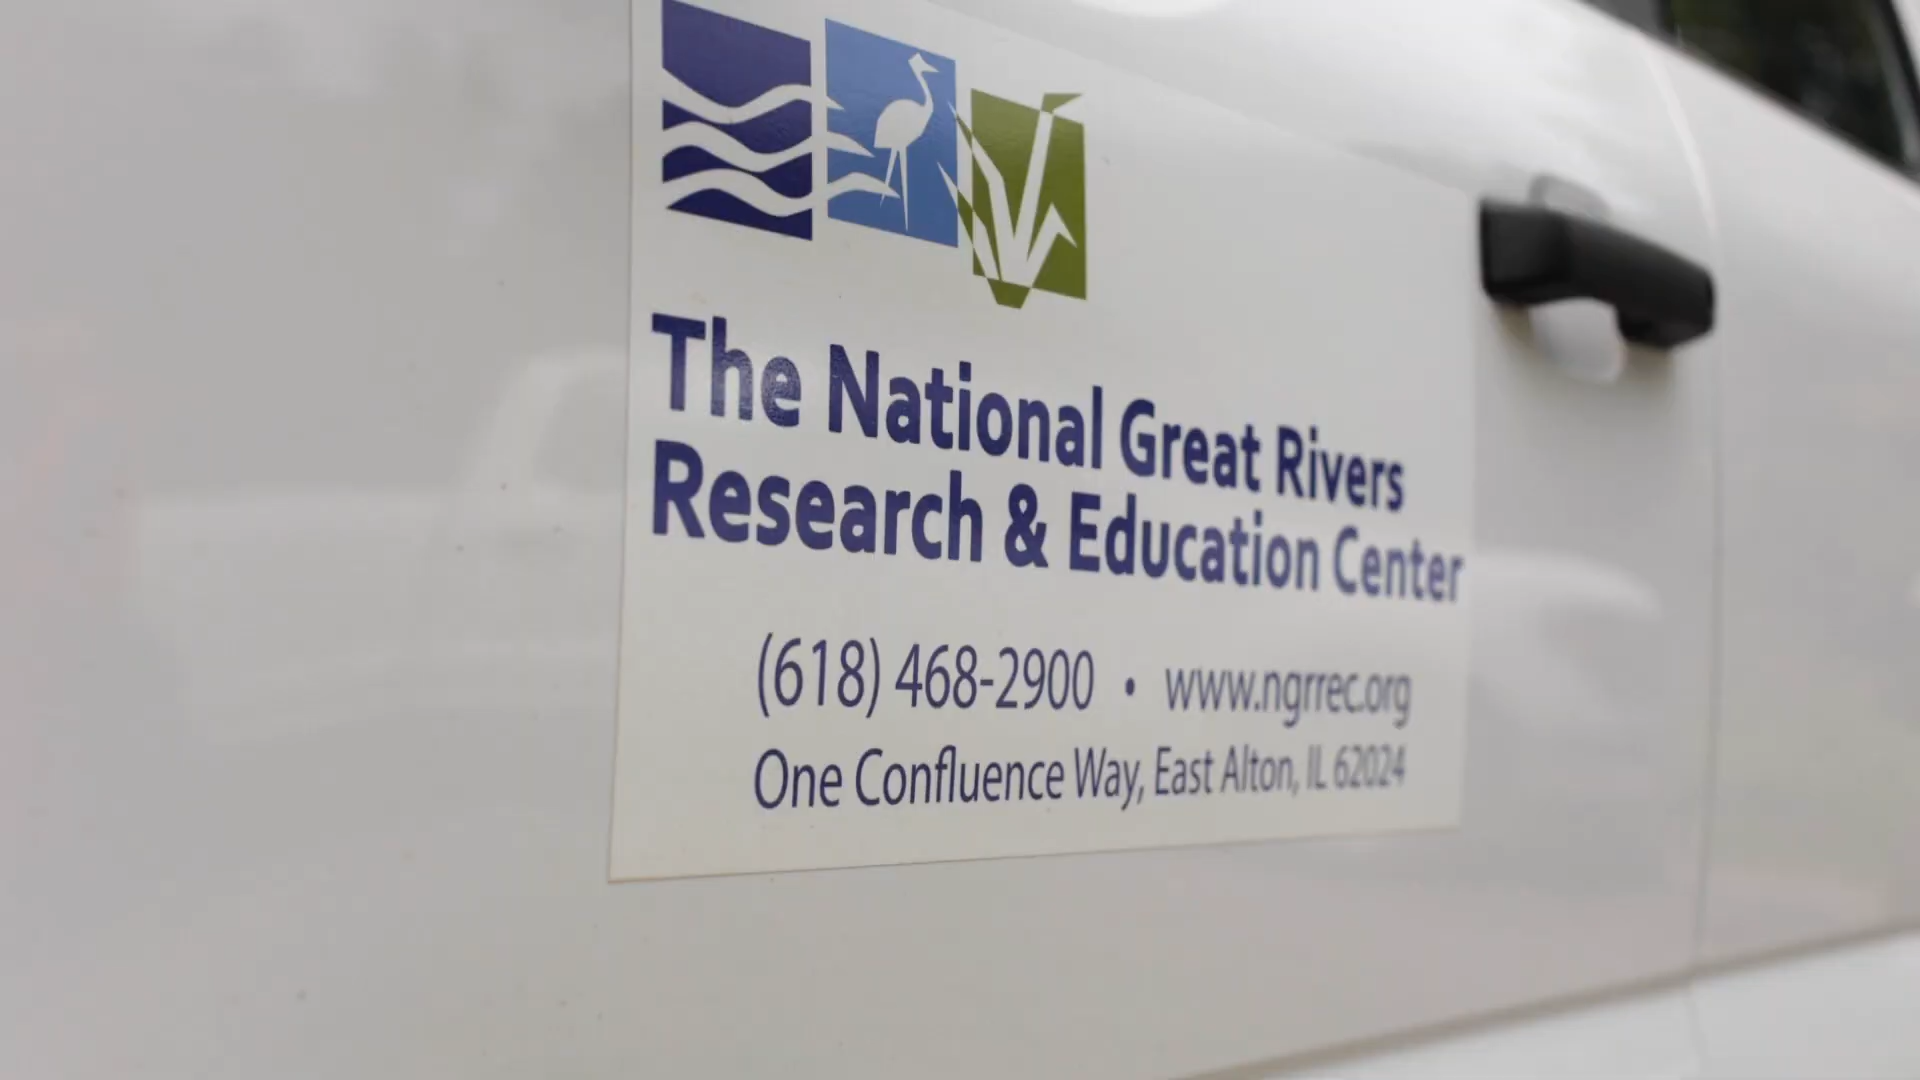 The National Great Rivers
Research & Education Center
(618) 468-2900 • www.ngrrec.org
One Confluence Way, East Alton, IL 62024